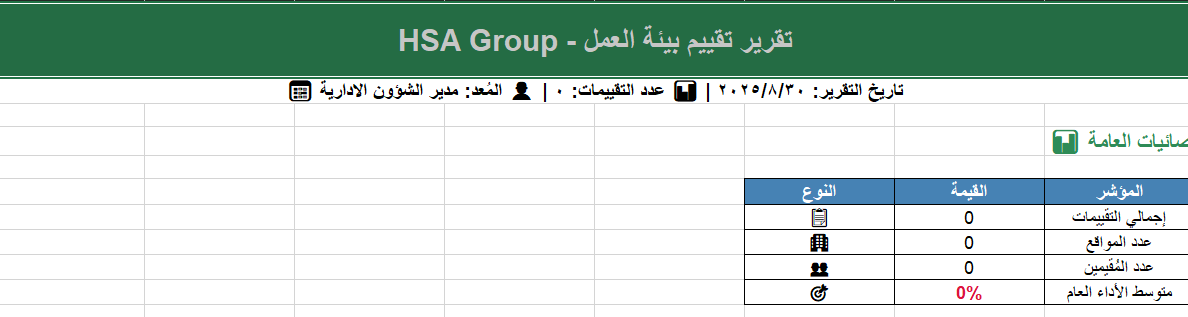 تقرير تقييم بيئة العمل - HSA Group
تاريخ التقرير: ٢٠٢٥/٨/٣٠ | عدد التقييمات: ٠ | المُعد: مدير الشؤون الادارية
صائيات العامة
المؤشر القيمة النوع
إجمالي التقييمات 0
عدد المواقع 0
عدد المُقيمين 0
متوسط الأداء العام 0%